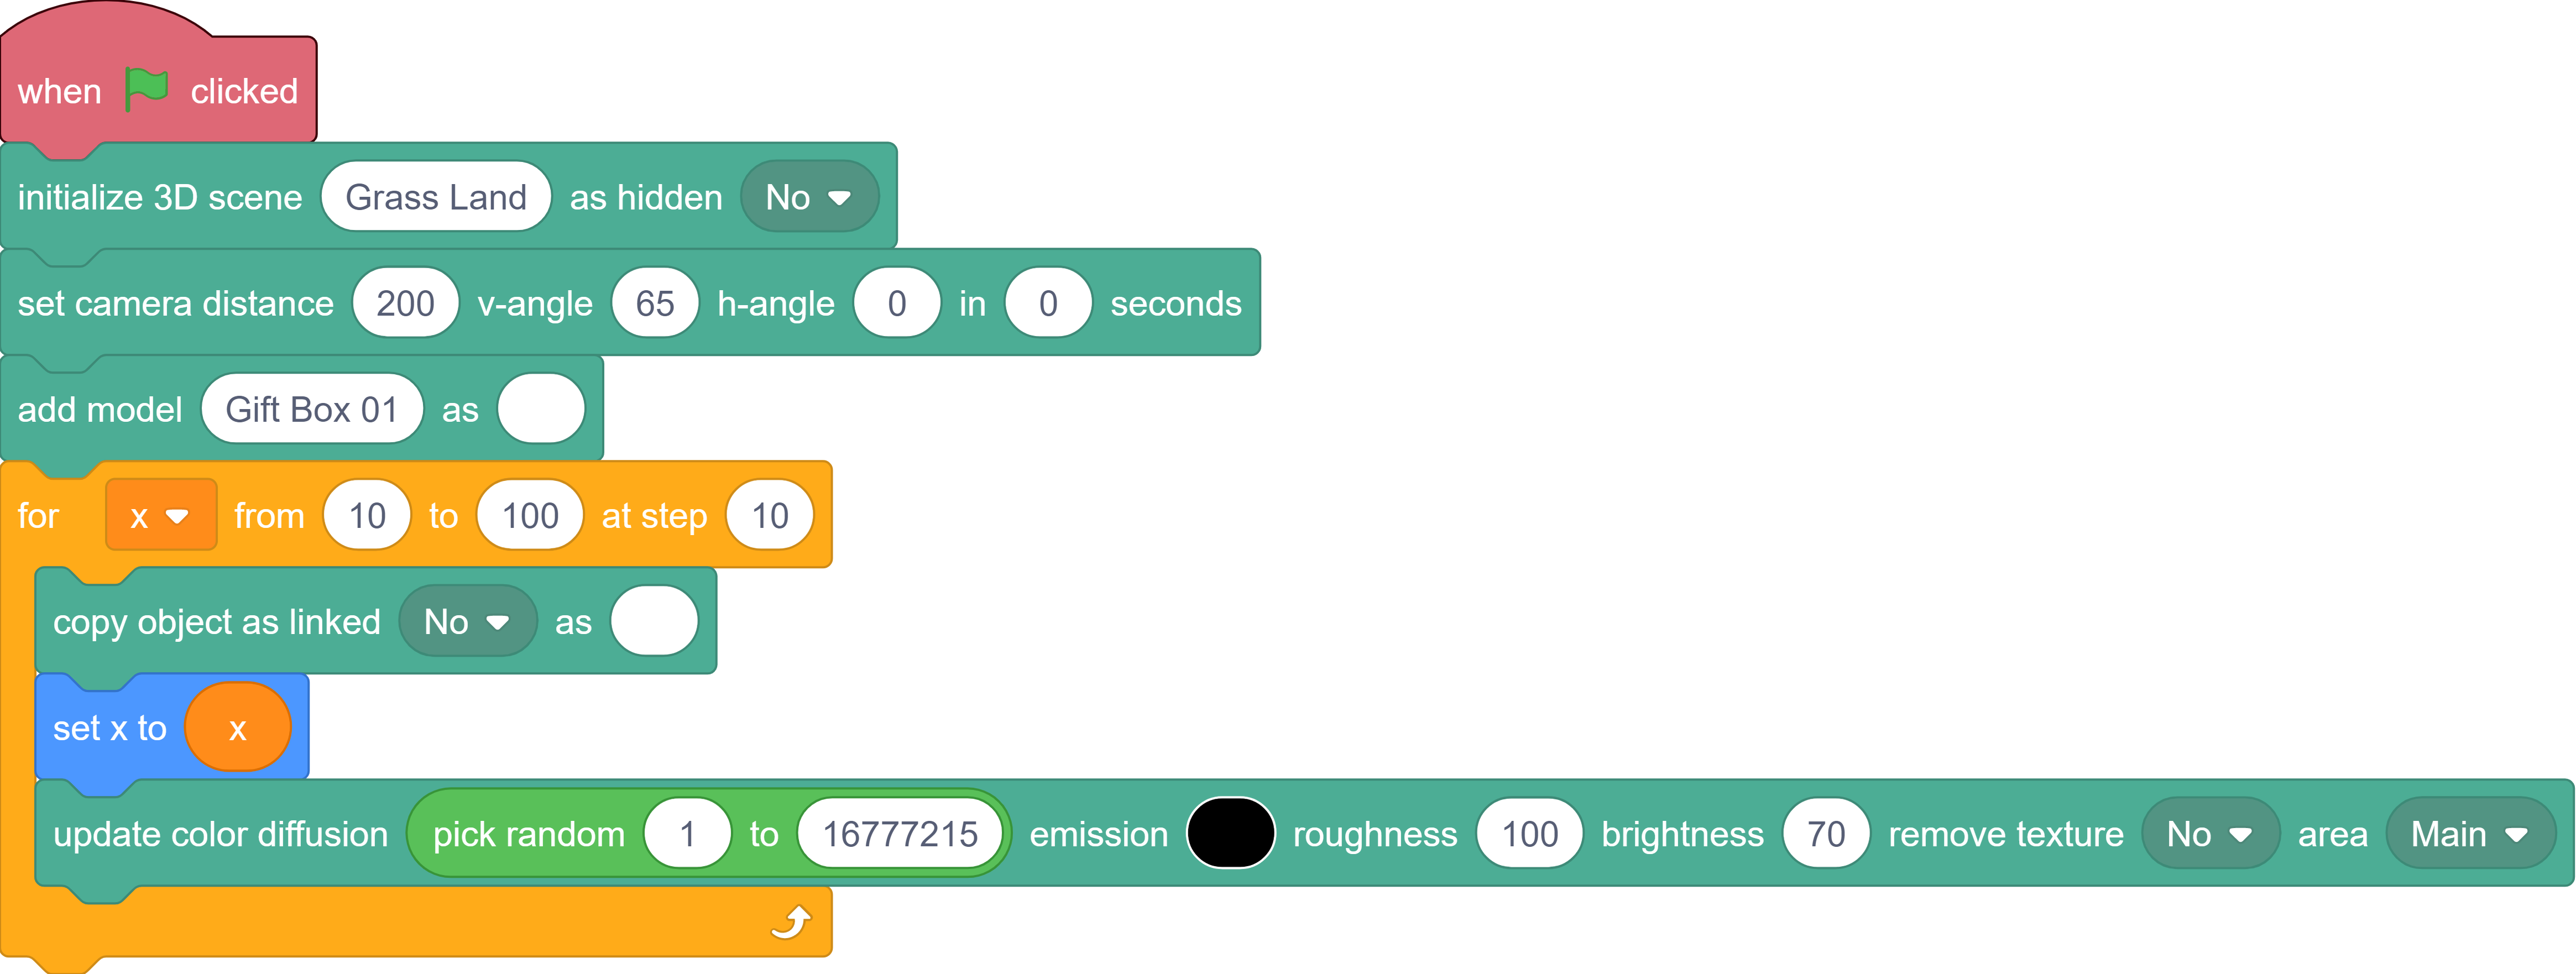 when clicked
initialize 3D scene Grass Land as hidden No
set camera distance 200 v-angle 65 h-angle 0 in 0 seconds
add model Gift Box 01 as
for x from 10 to 100 at step 10
copy object as linked No as
set x to x
update color diffusion pick random 1 to 16777215 emission roughness 100 brightness 70 remove texture No area Main